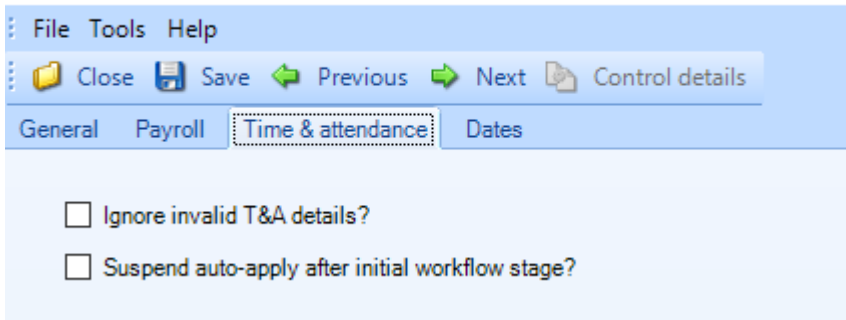 File Tools Help
Close Save Previous Next Control details
General Payroll Time & attendance Dates
Ignore invalid T&A details?
Suspend auto-apply after initial workflow stage?